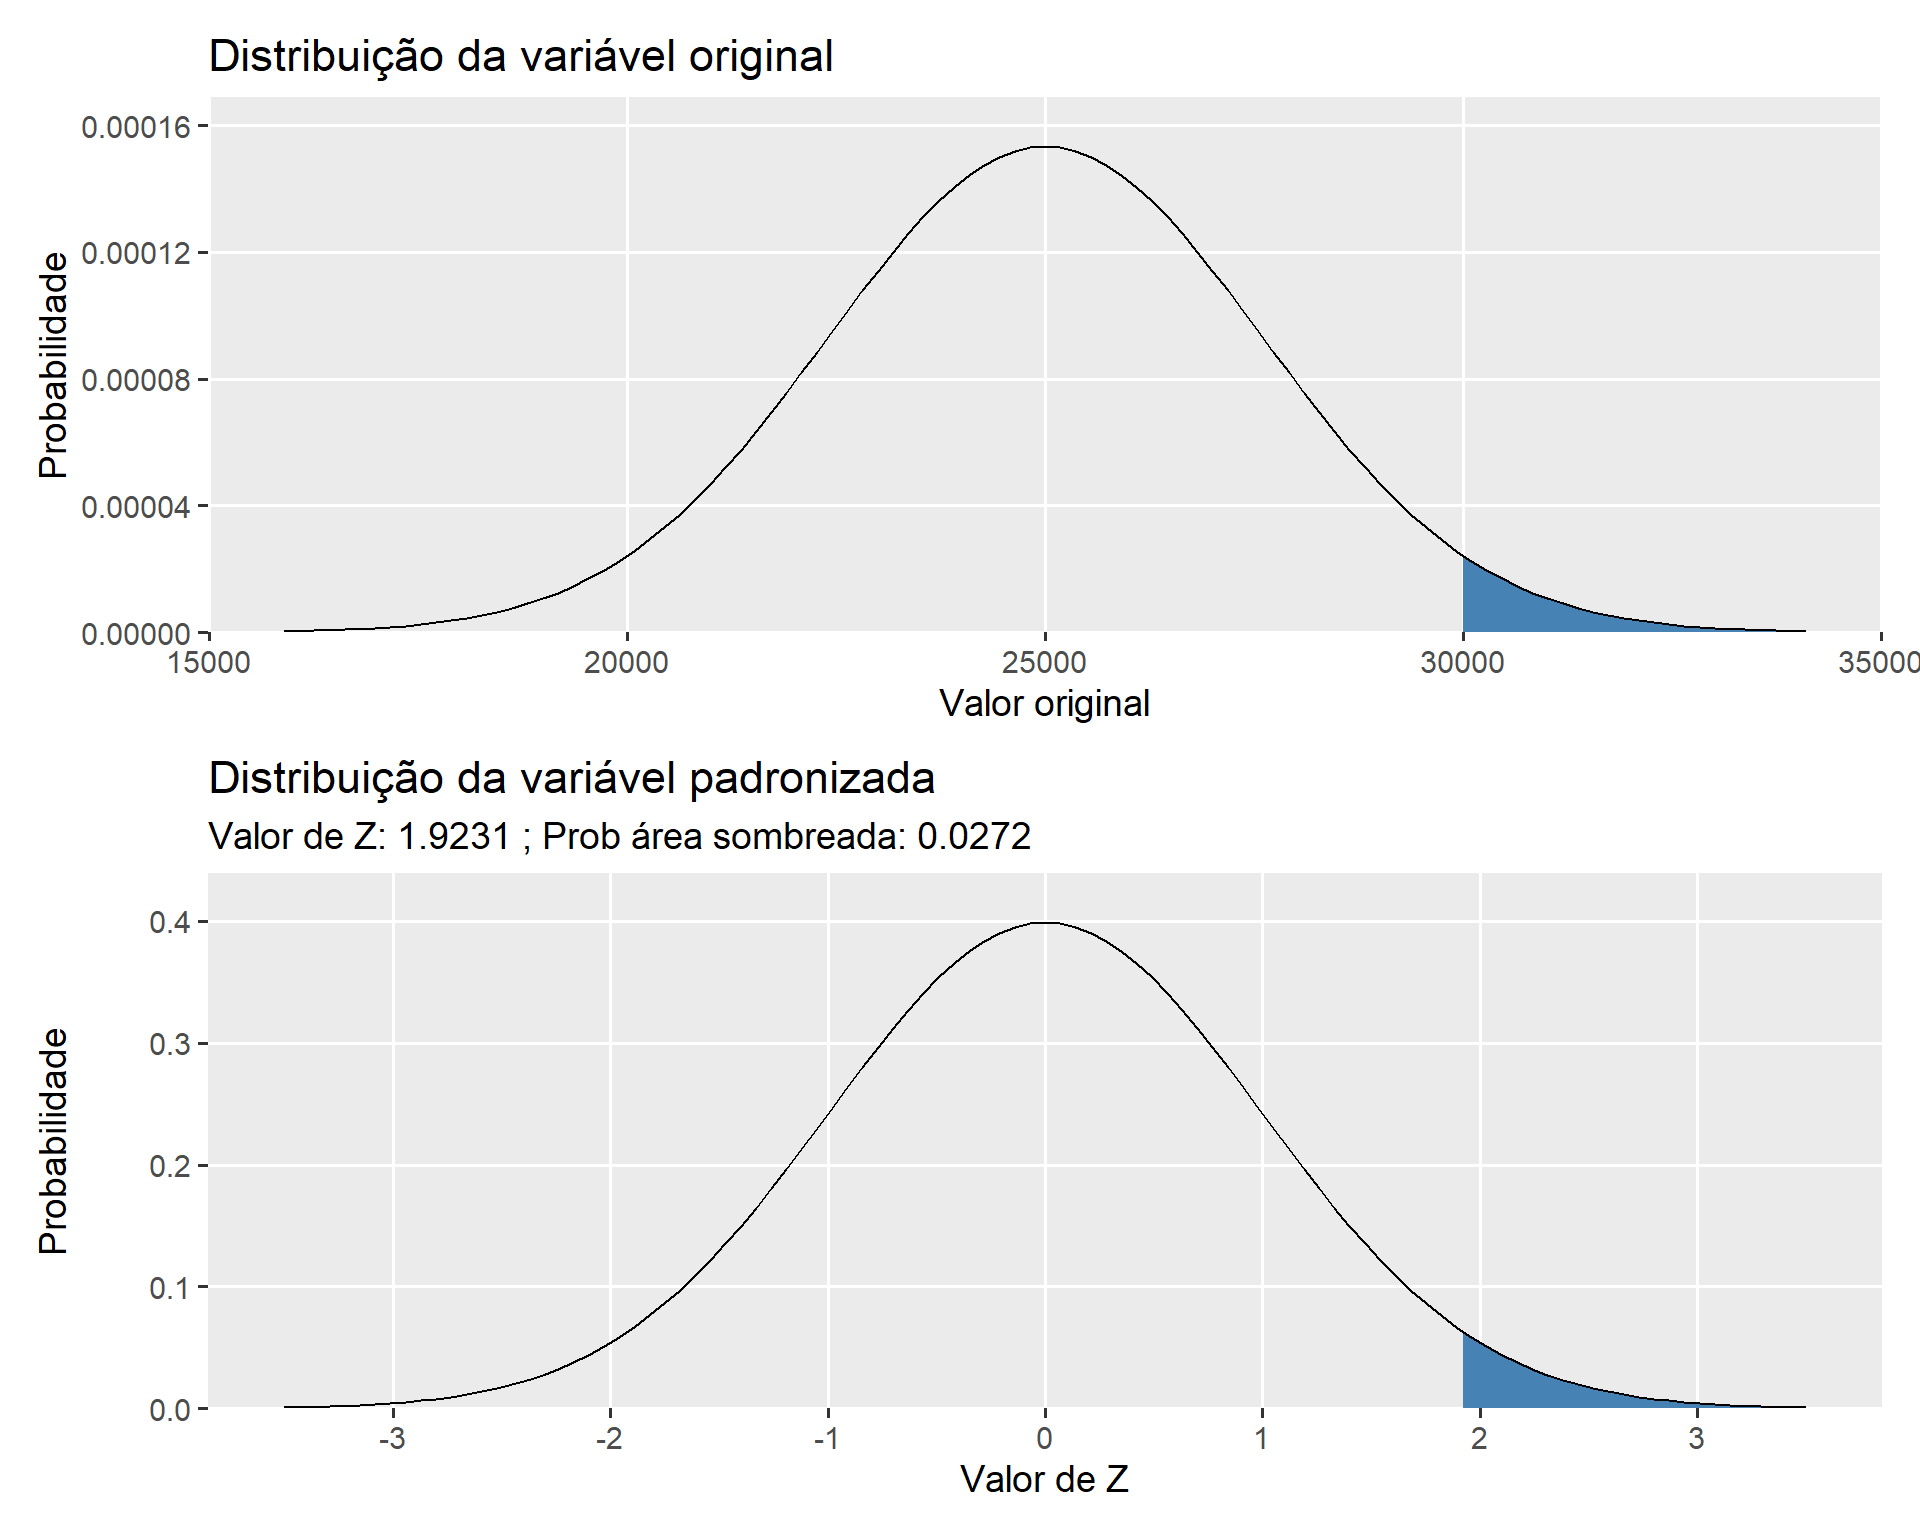 Distribuição da variável original
Probabilidade
0.00016
0.00012
0.00008
0.00004
0.00000
15000 20000 25000 30000 35000
Valor original
Distribuição da variável padronizada
Valor de Z: 1.9231 ; Prob área sombreada: 0.0272
Probabilidade
0.4
0.3
0.2
0.1
0.0
-3 -2 -1 0 1 2 3
Valor de Z